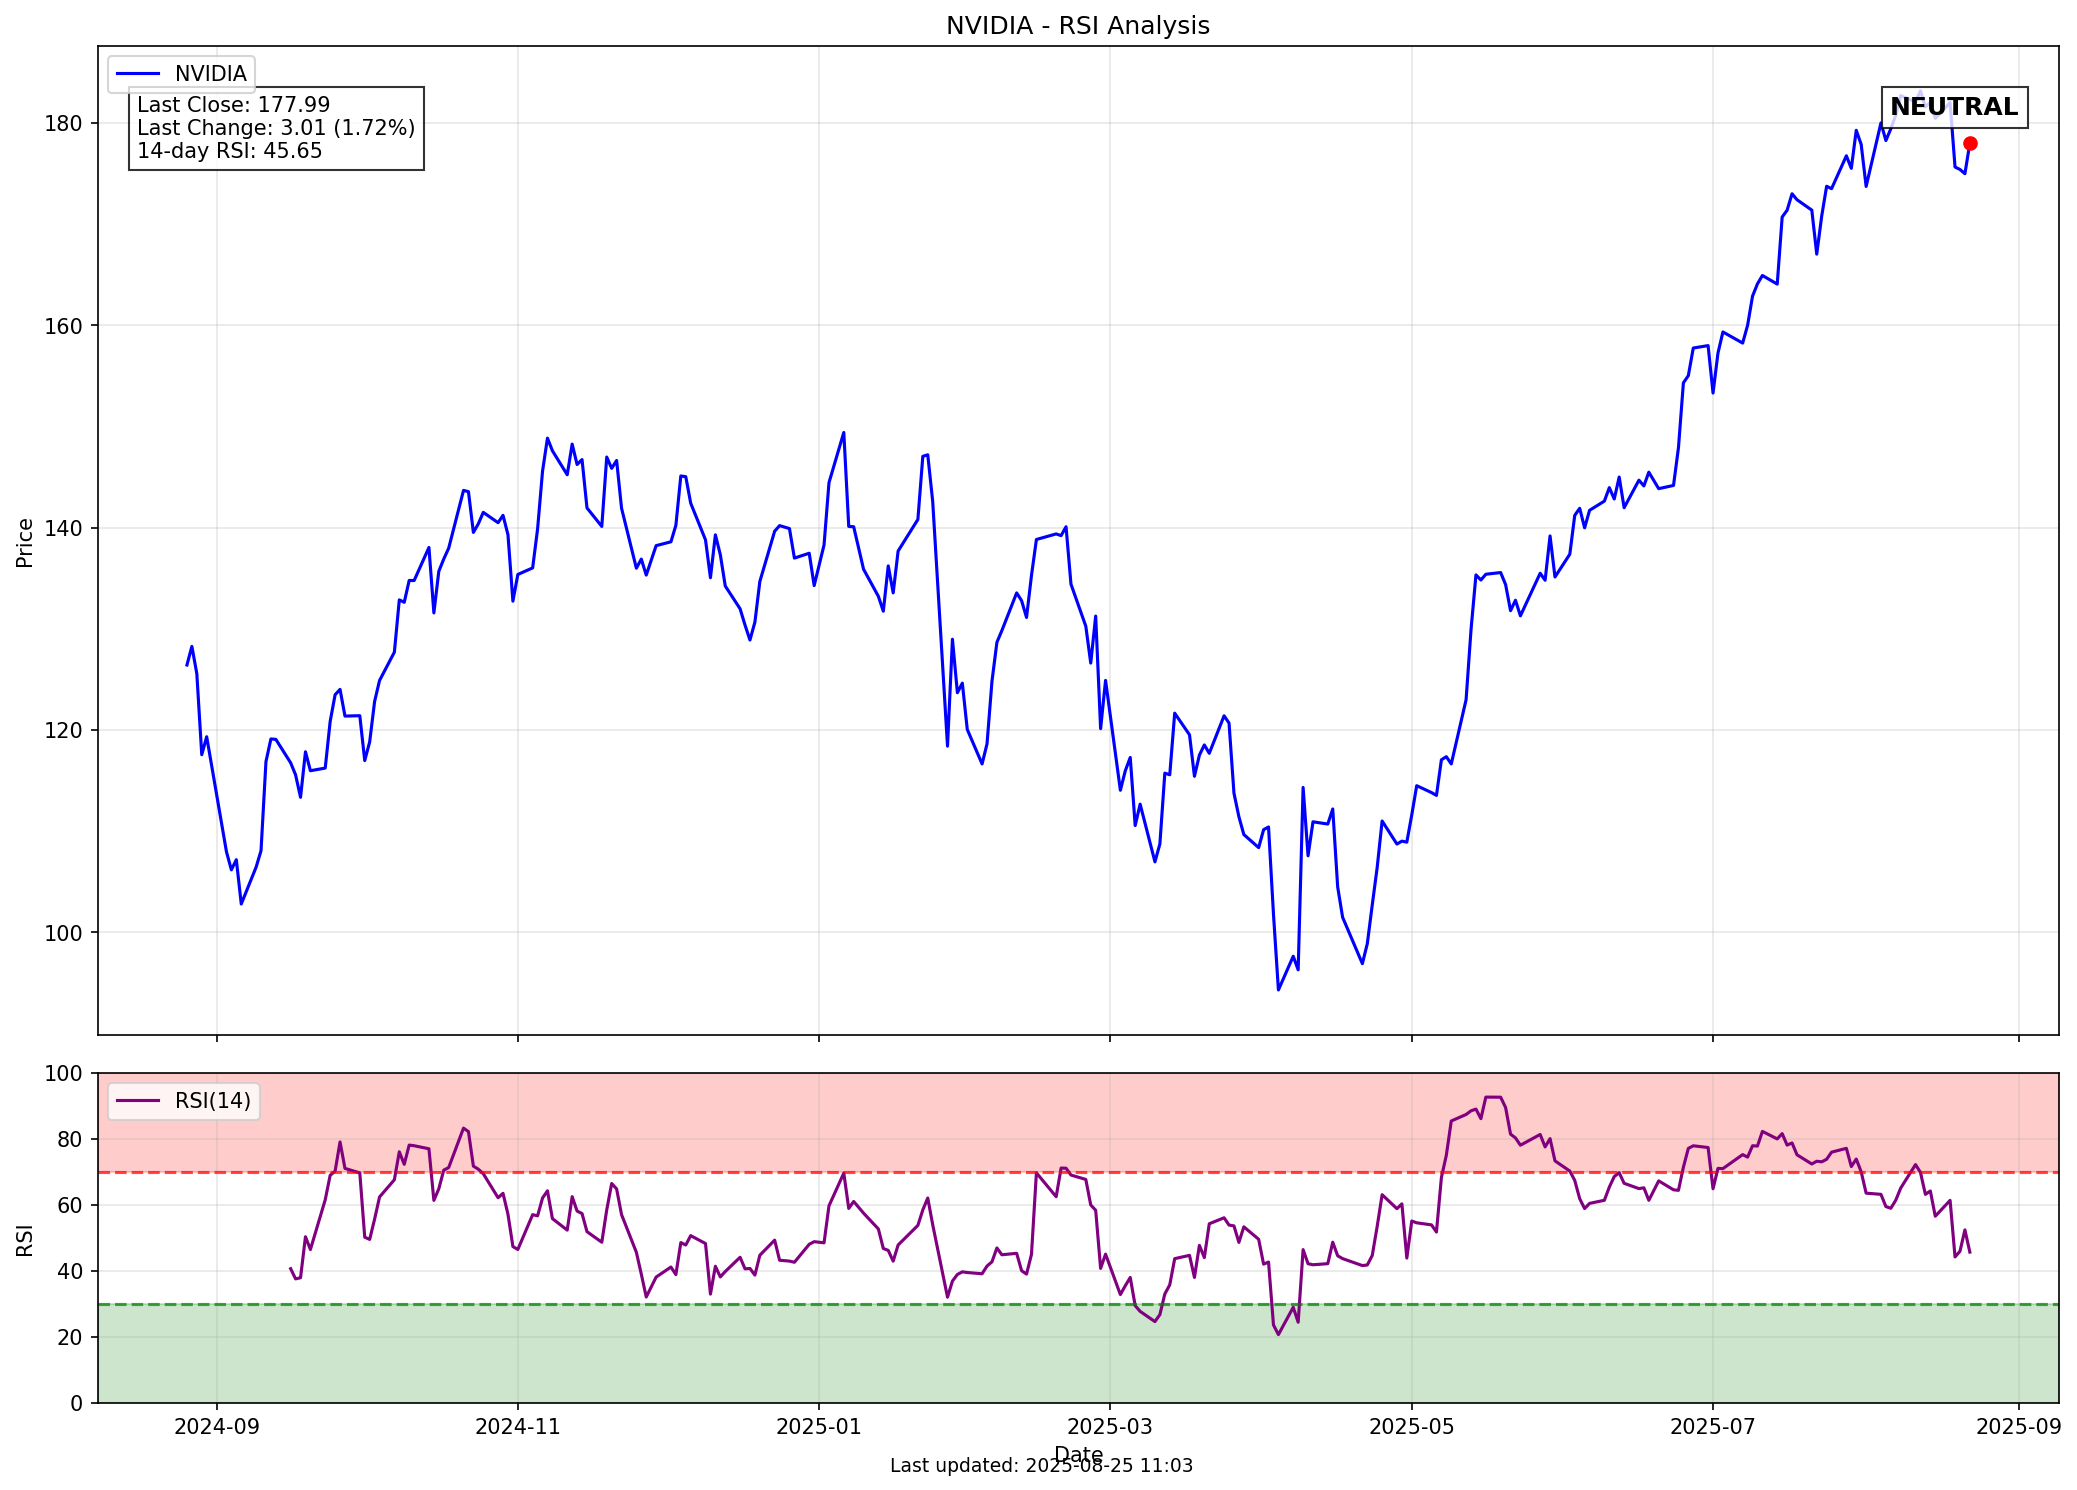 NVIDIA - RSI Analysis
NVIDIA
Last Close: 177.99
Last Change: 3.01 (1.72%)
14-day RSI: 45.65
NEUTRAL
Price
180
160
140
120
100
RSI(14)
RSI
100
80
60
40
20
0
2024-09
2024-11
2025-01
2025-03
2025-05
2025-07
2025-09
Date
Last updated: 2025-08-25 11:03